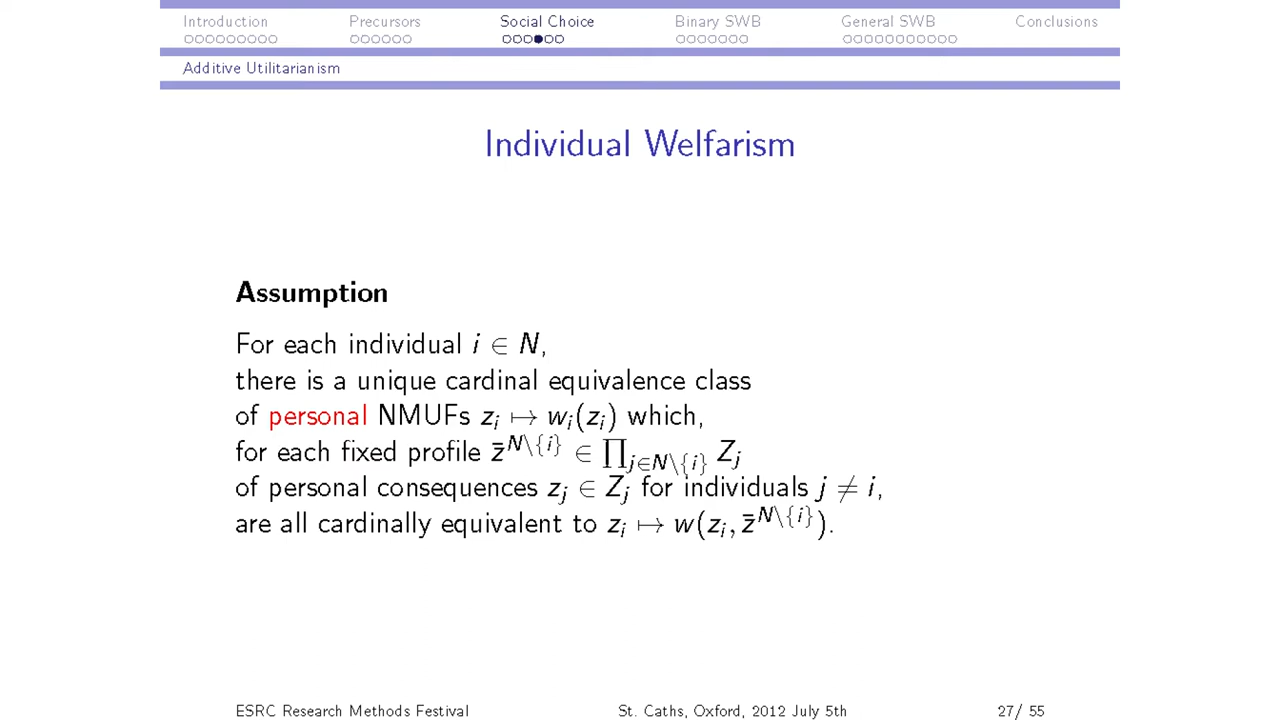 Introduction Precursors Social Choice Binary SWB General SWB Conclusions
Additive Utilitarianism
Individual Welfarism
Assumption
For each individual i ∈ N,
there is a unique cardinal equivalence class
of personal NMUFs z_i ↦ w_i(z_i) which,
for each fixed profile z̄^{N\{i}} ∈ ∏_{j∈N\{i}} Z_j
of personal consequences z_j ∈ Z_j for individuals j ≠ i,
are all cardinally equivalent to z_i ↦ w(z_i, z̄^{N\{i}}).
ESRC Research Methods Festival St. Caths, Oxford, 2012 July 5th 27/ 55